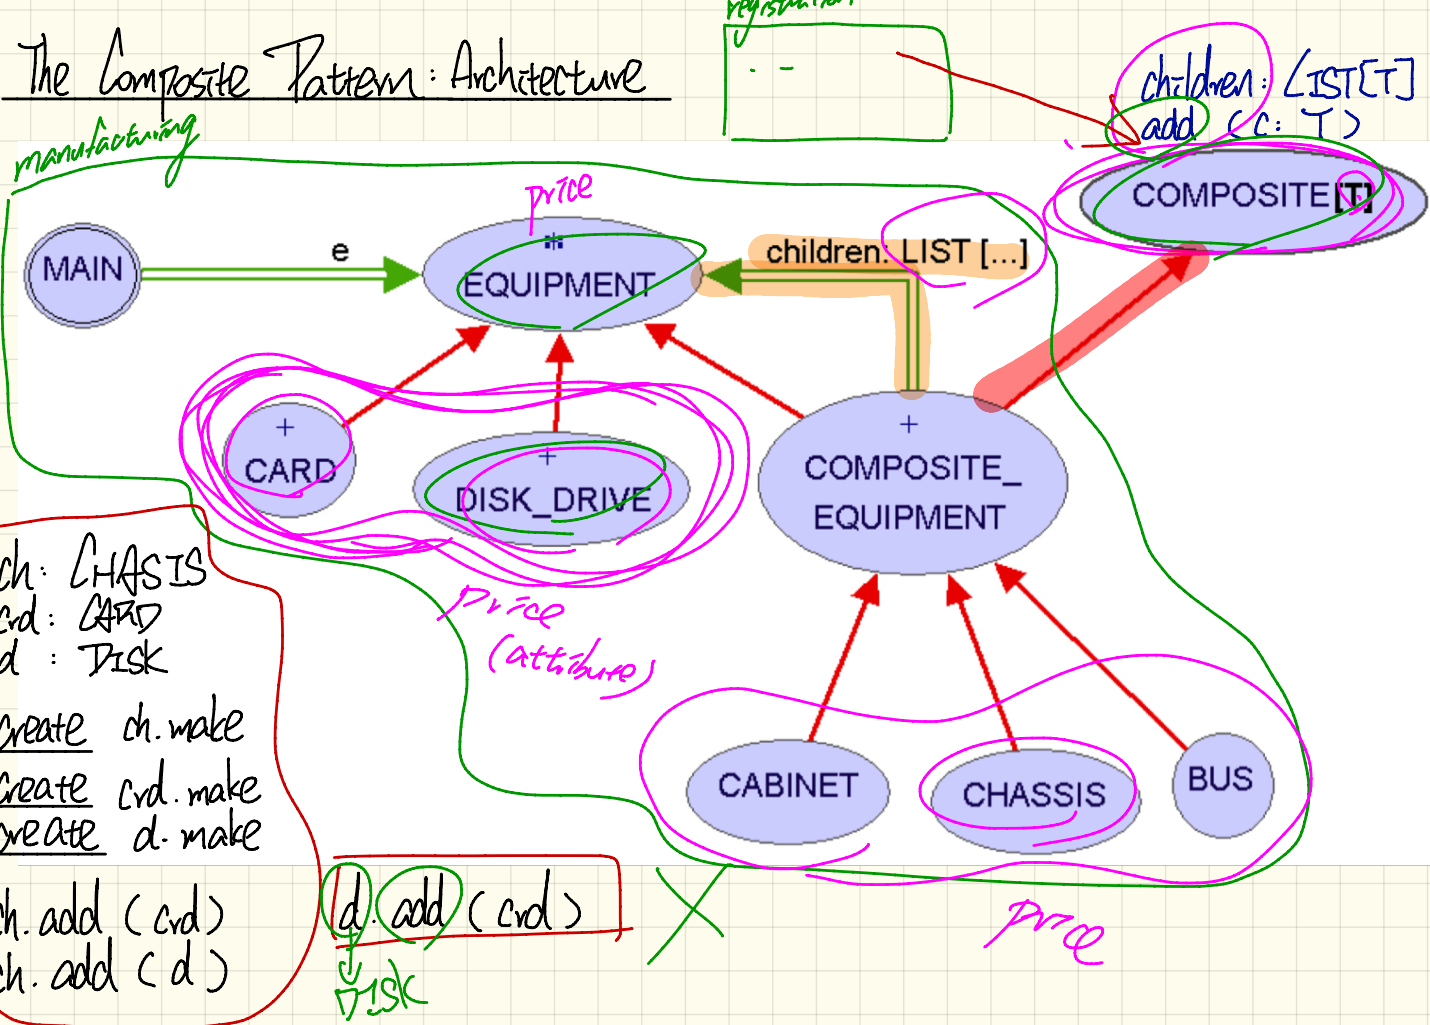 registration
The Composite Pattern: Architecture
children: LIST[T]
add (c: T)
manufacturing
price
COMPOSITE[T]
MAIN
e
*
EQUIPMENT
children: LIST [...]
+
CARD
+
DISK_DRIVE
+
COMPOSITE_
EQUIPMENT
ch: CHASIS
crd: CARD
d : DISK
price
(attribute)
create ch.make
create crd.make
create d.make
CABINET
CHASSIS
BUS
ch.add (crd)
ch.add (d)
d.add (crd)
DISK
price